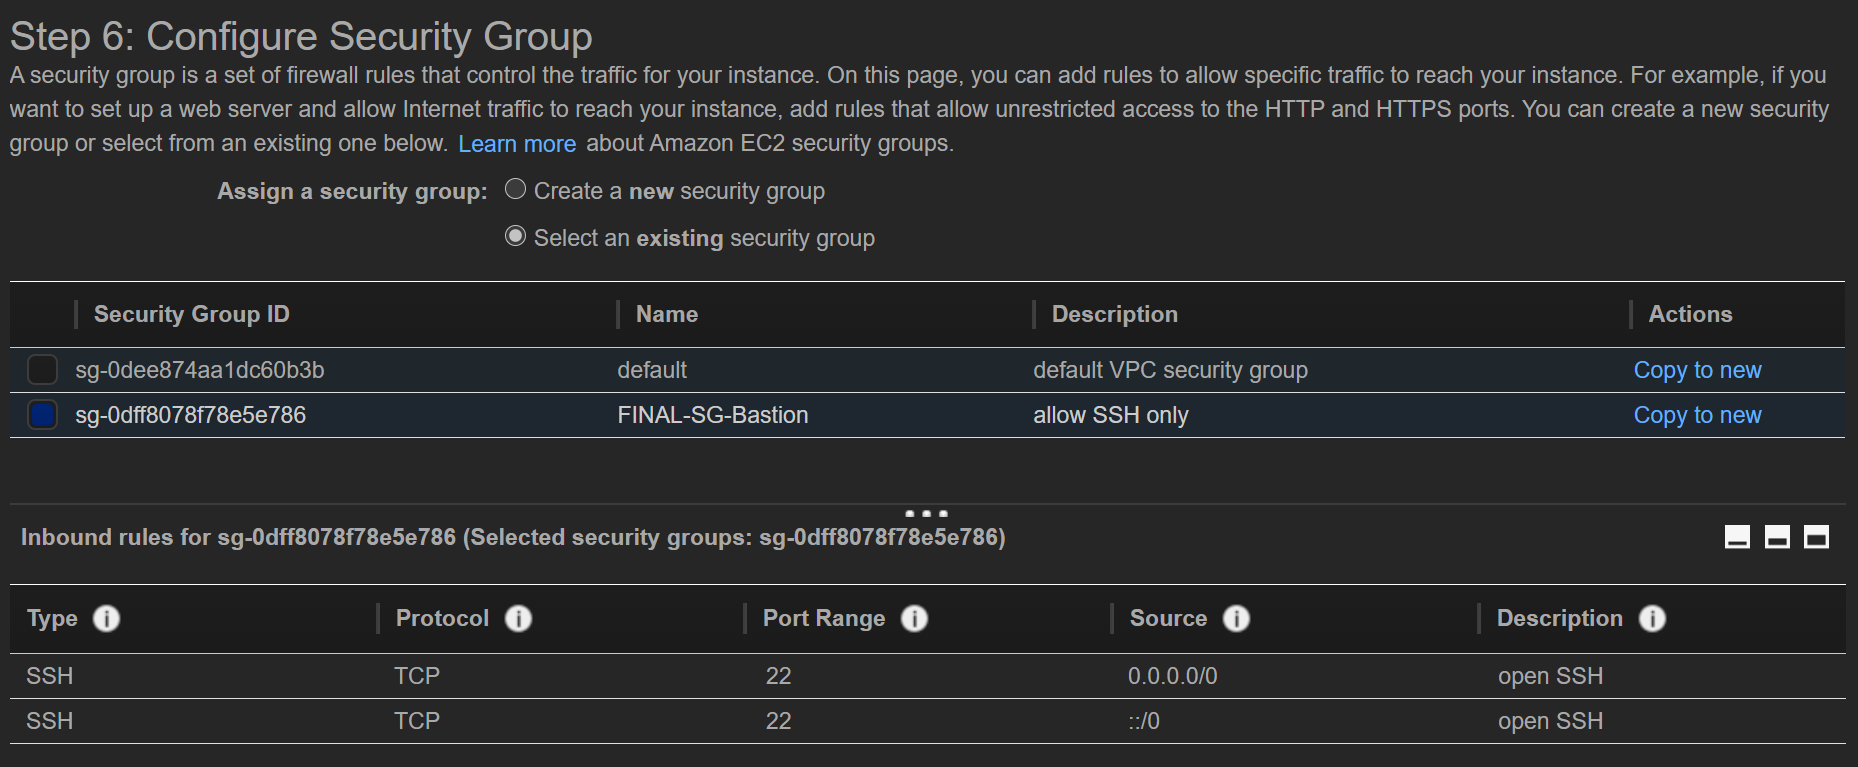 Step 6: Configure Security Group
A security group is a set of firewall rules that control the traffic for your instance. On this page, you can add rules to allow specific traffic to reach your instance. For example, if you
want to set up a web server and allow Internet traffic to reach your instance, add rules that allow unrestricted access to the HTTP and HTTPS ports. You can create a new security
group or select from an existing one below. Learn more about Amazon EC2 security groups.
Assign a security group: Create a new security group
Select an existing security group
Security Group ID Name Description Actions
sg-0dee874aa1dc60b3b default default VPC security group Copy to new
sg-0dff8078f78e5e786 FINAL-SG-Bastion allow SSH only Copy to new
Inbound rules for sg-0dff8078f78e5e786 (Selected security groups: sg-0dff8078f78e5e786)
Type i Protocol i Port Range i Source i Description i
SSH TCP 22 0.0.0.0/0 open SSH
SSH TCP 22 ::/0 open SSH